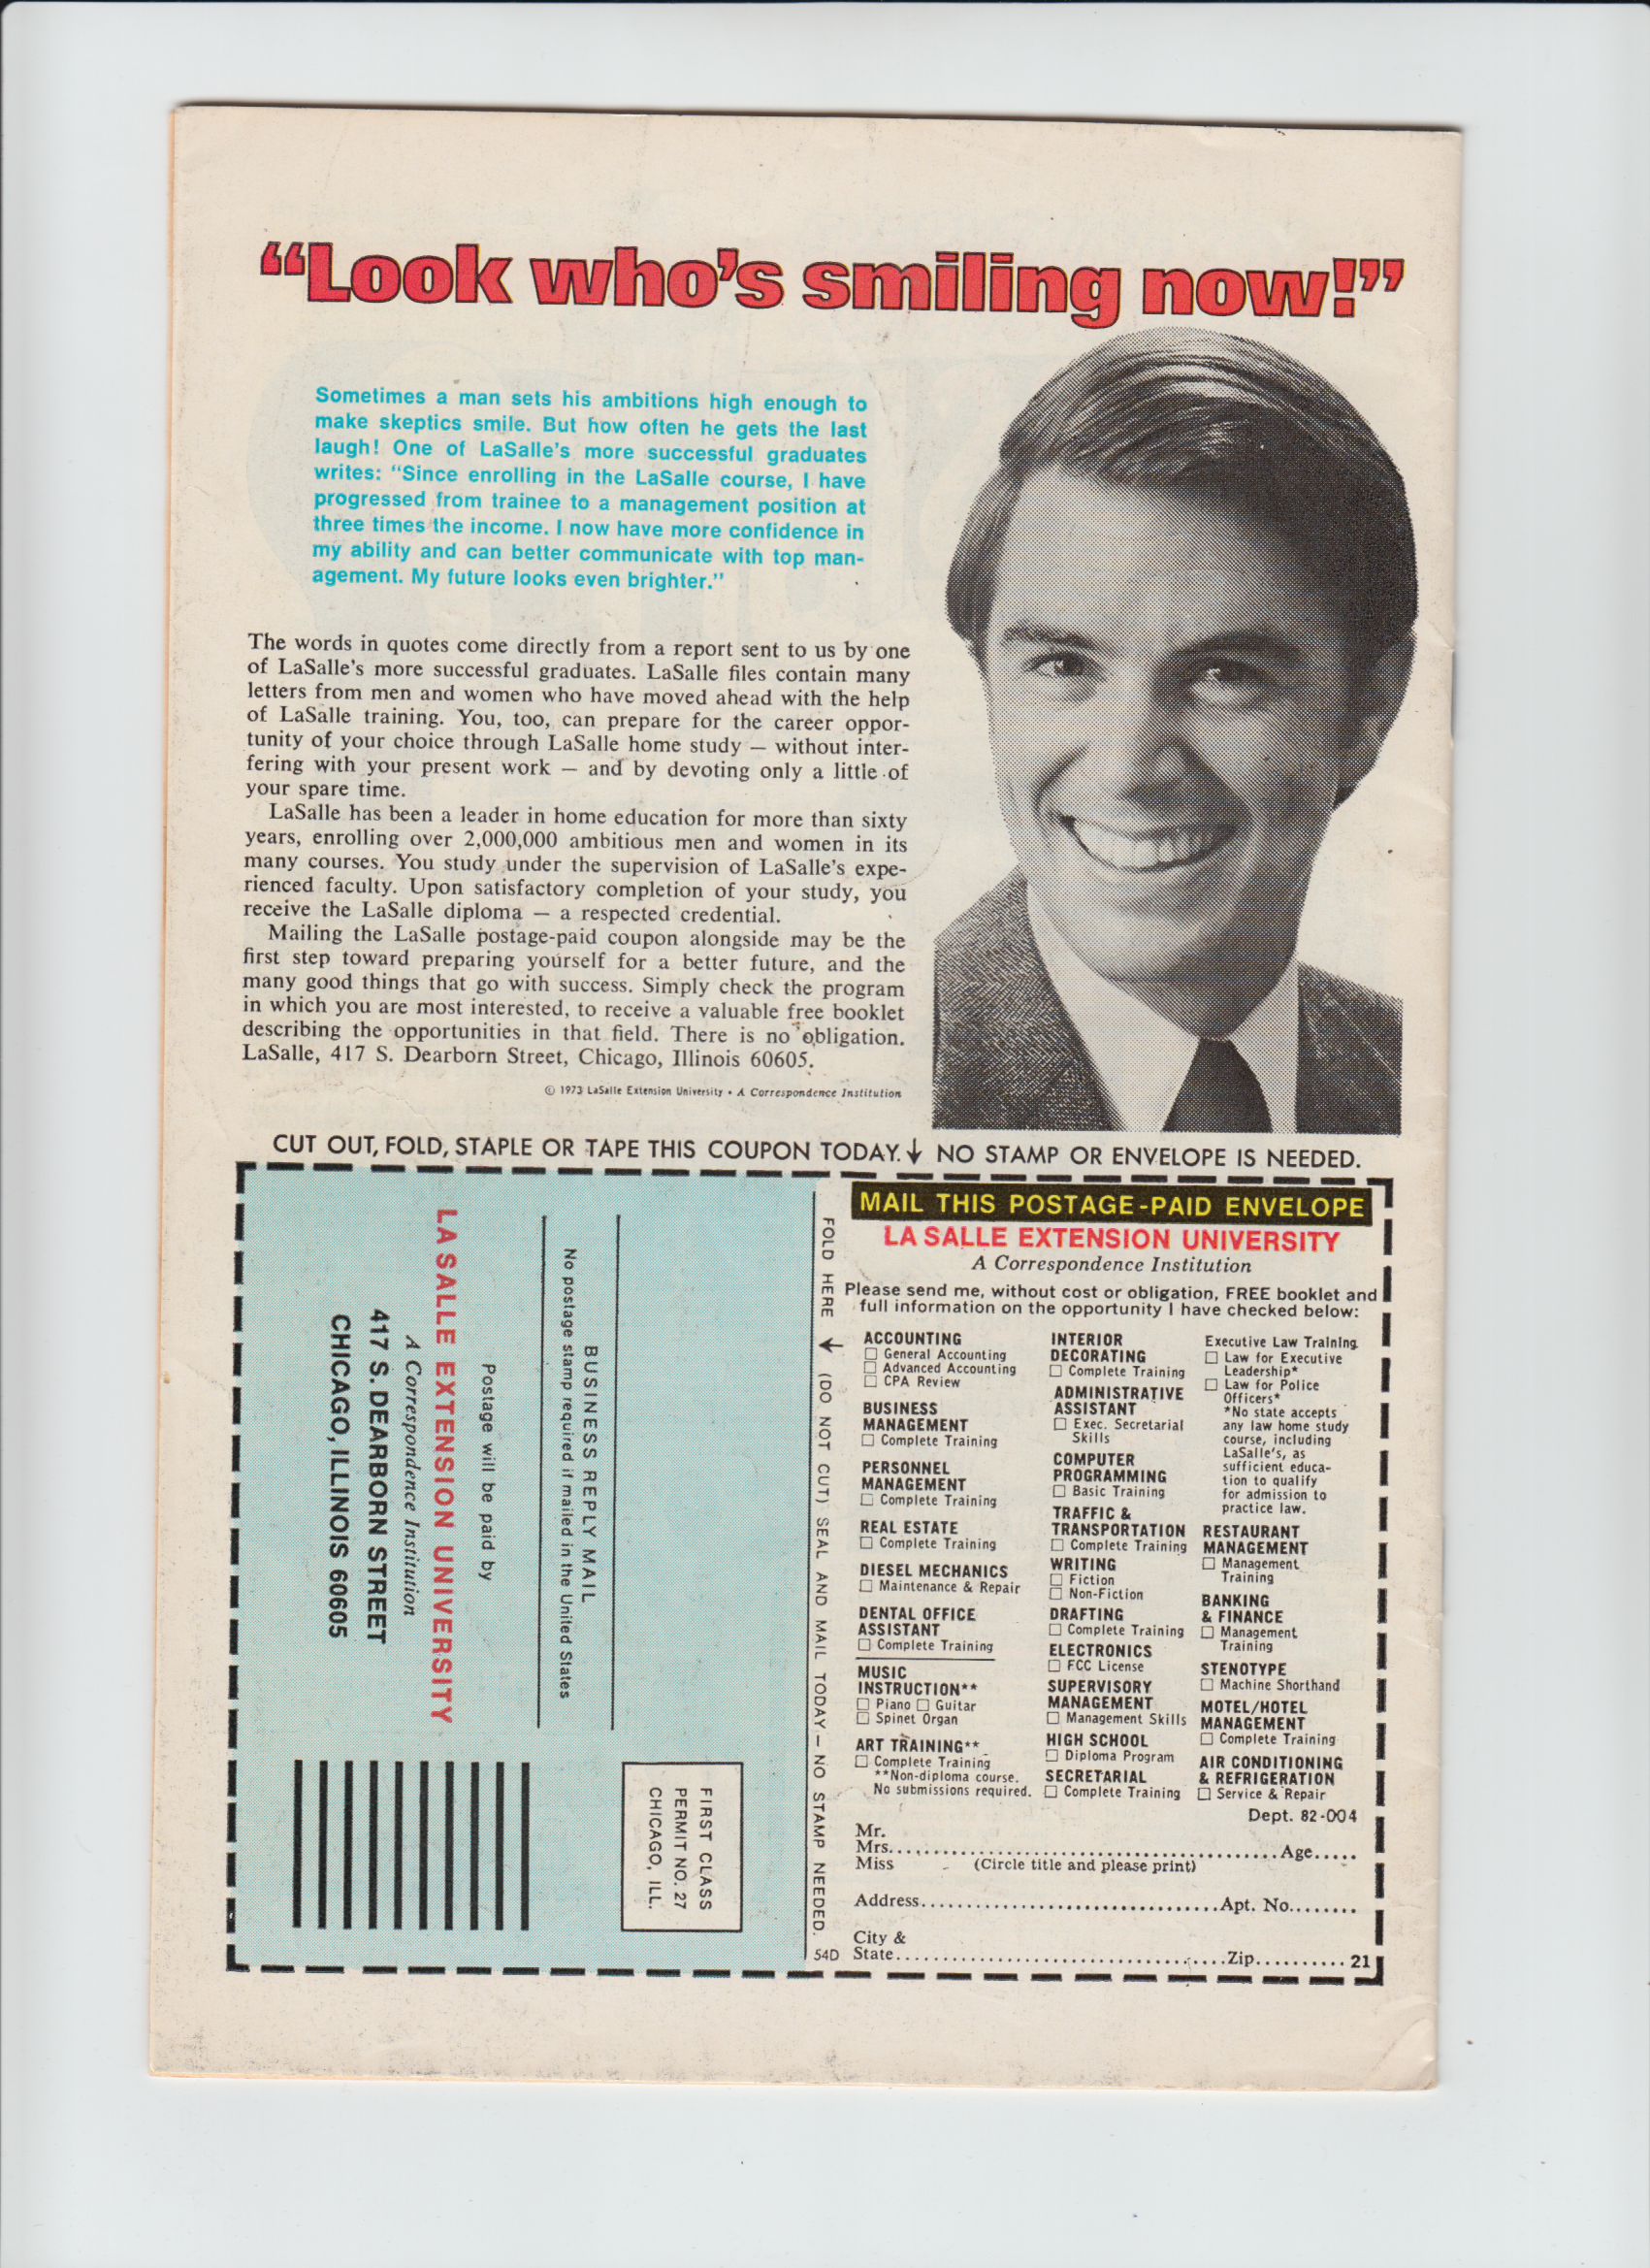 “Look who’s smiling now!”
Sometimes a man sets his ambitions high enough to
make skeptics smile. But how often he gets the last
laugh! One of LaSalle’s more successful graduates
writes: “Since enrolling in the LaSalle course, I have
progressed from trainee to a management position at
three times the income. I now have more confidence in
my ability and can better communicate with top man-
agement. My future looks even brighter.”
The words in quotes come directly from a report sent to us by one
of LaSalle’s more successful graduates. LaSalle files contain many
letters from men and women who have moved ahead with the help
of LaSalle training. You, too, can prepare for the career oppor-
tunity of your choice through LaSalle home study — without inter-
fering with your present work — and by devoting only a little of
your spare time.
LaSalle has been a leader in home education for more than sixty
years, enrolling over 2,000,000 ambitious men and women in its
many courses. You study under the supervision of LaSalle’s expe-
rienced faculty. Upon satisfactory completion of your study, you
receive the LaSalle diploma — a respected credential.
Mailing the LaSalle postage-paid coupon alongside may be the
first step toward preparing yourself for a better future, and the
many good things that go with success. Simply check the program
in which you are most interested, to receive a valuable free booklet
describing the opportunities in that field. There is no obligation.
LaSalle, 417 S. Dearborn Street, Chicago, Illinois 60605.
© 1973 LaSalle Extension University • A Correspondence Institution
CUT OUT, FOLD, STAPLE OR TAPE THIS COUPON TODAY.↓ NO STAMP OR ENVELOPE IS NEEDED.
FIRST CLASS
PERMIT NO. 27
CHICAGO, ILL.
BUSINESS REPLY MAIL
No postage stamp required if mailed in the United States
Postage will be paid by
LA SALLE EXTENSION UNIVERSITY
A Correspondence Institution
417 S. DEARBORN STREET
CHICAGO, ILLINOIS 60605
FOLD HERE ← (DO NOT CUT) SEAL AND MAIL TODAY — NO STAMP NEEDED.
54D
MAIL THIS POSTAGE-PAID ENVELOPE
LA SALLE EXTENSION UNIVERSITY
A Correspondence Institution
Please send me, without cost or obligation, FREE booklet and
full information on the opportunity I have checked below:
ACCOUNTING
☐ General Accounting
☐ Advanced Accounting
☐ CPA Review
BUSINESS
MANAGEMENT
☐ Complete Training
PERSONNEL
MANAGEMENT
☐ Complete Training
REAL ESTATE
☐ Complete Training
DIESEL MECHANICS
☐ Maintenance & Repair
DENTAL OFFICE
ASSISTANT
☐ Complete Training
MUSIC
INSTRUCTION**
☐ Piano ☐ Guitar
☐ Spinet Organ
ART TRAINING**
☐ Complete Training
**Non-diploma course.
No submissions required.
INTERIOR
DECORATING
☐ Complete Training
ADMINISTRATIVE
ASSISTANT
☐ Exec. Secretarial
Skills
COMPUTER
PROGRAMMING
☐ Basic Training
TRAFFIC &
TRANSPORTATION
☐ Complete Training
WRITING
☐ Fiction
☐ Non-Fiction
DRAFTING
☐ Complete Training
ELECTRONICS
☐ FCC License
SUPERVISORY
MANAGEMENT
☐ Management Skills
HIGH SCHOOL
☐ Diploma Program
SECRETARIAL
☐ Complete Training
Executive Law Training
☐ Law for Executive
Leadership*
☐ Law for Police
Officers*
*No state accepts
any law home study
course, including
LaSalle’s, as
sufficient educa-
tion to qualify
for admission to
practice law.
RESTAURANT
MANAGEMENT
☐ Management
Training
BANKING
& FINANCE
☐ Management
Training
STENOTYPE
☐ Machine Shorthand
MOTEL/HOTEL
MANAGEMENT
☐ Complete Training
AIR CONDITIONING
& REFRIGERATION
☐ Service & Repair
Dept. 82-004
Mr.
Mrs..........................................Age.....
Miss (Circle title and please print)
Address..................................Apt. No........
City &
State.....................................Zip.......... 21